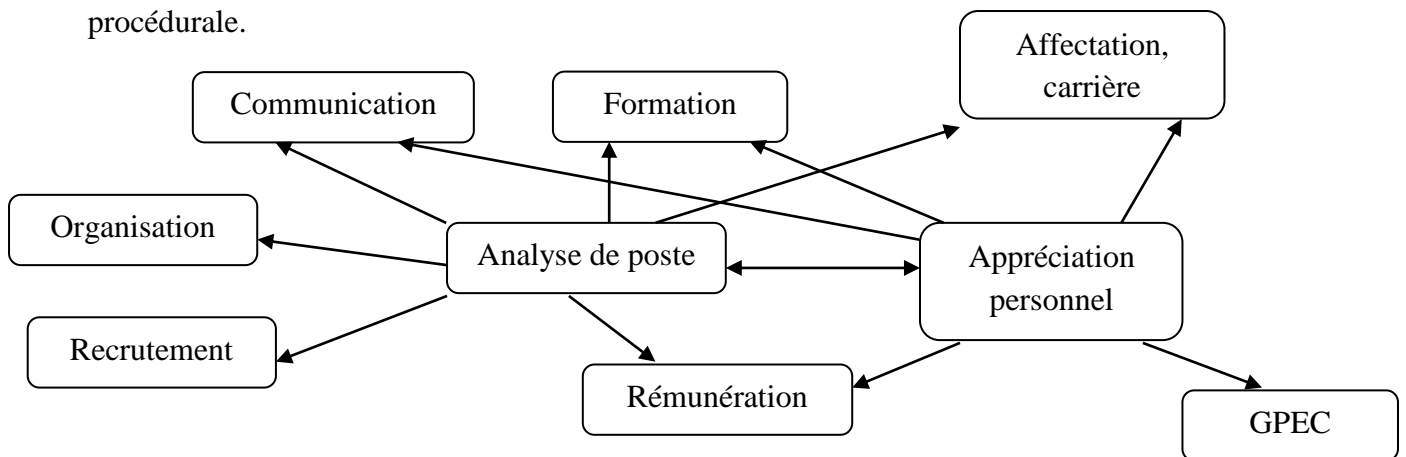 procédurale.
Affectation,
carrière
Communication
Formation
Organisation
Analyse de poste
Appréciation
personnel
Recrutement
Rémunération
GPEC